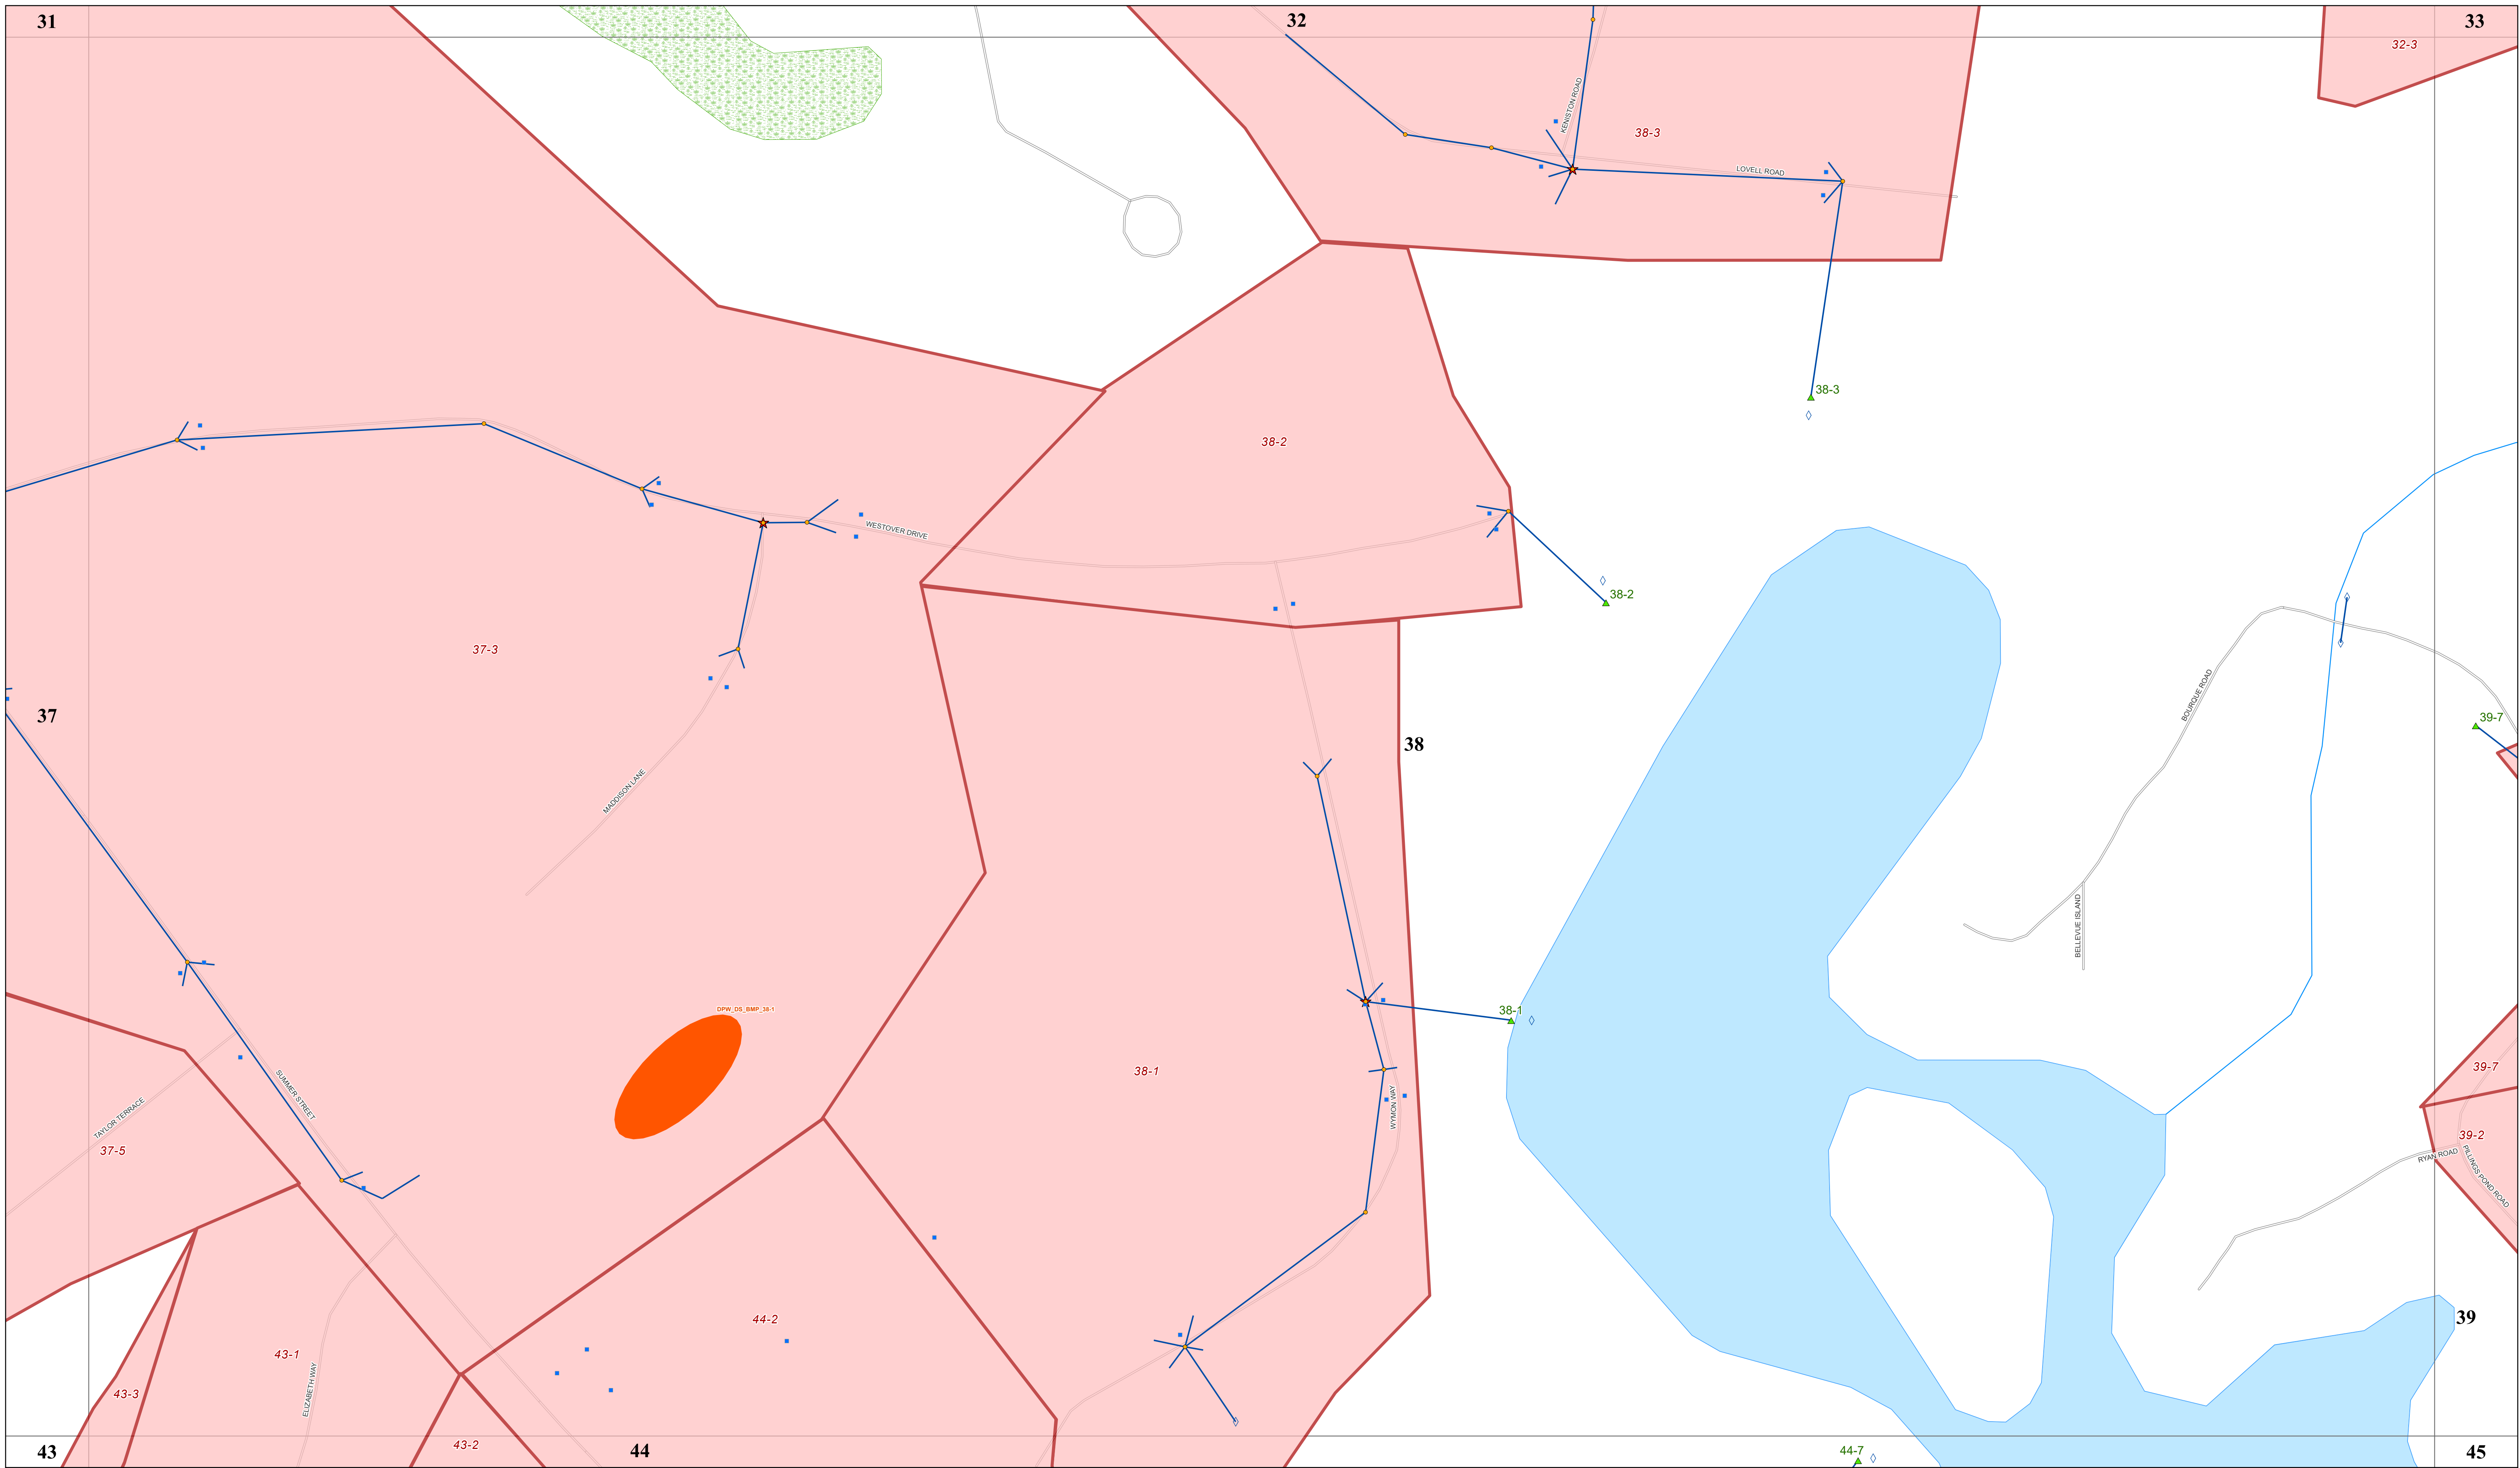 31
32
33
32-3
KENISTON ROAD
38-3
LOVELL ROAD
38-3
38-2
WESTOVER DRIVE
38-2
37-3
BOURQUE ROAD
37
38
39-7
MADDISON LANE
BELLEVUE ISLAND
DPW_DS_BMP_38-1
38-1
38-1
39-7
SUMMER STREET
TAYLOR TERRACE
WYMON WAY
39-2
37-5
RYAN ROAD
PILLINGS POND ROAD
44-2
39
43-1
ELIZABETH WAY
43-3
43-2
43
44
44-7
45